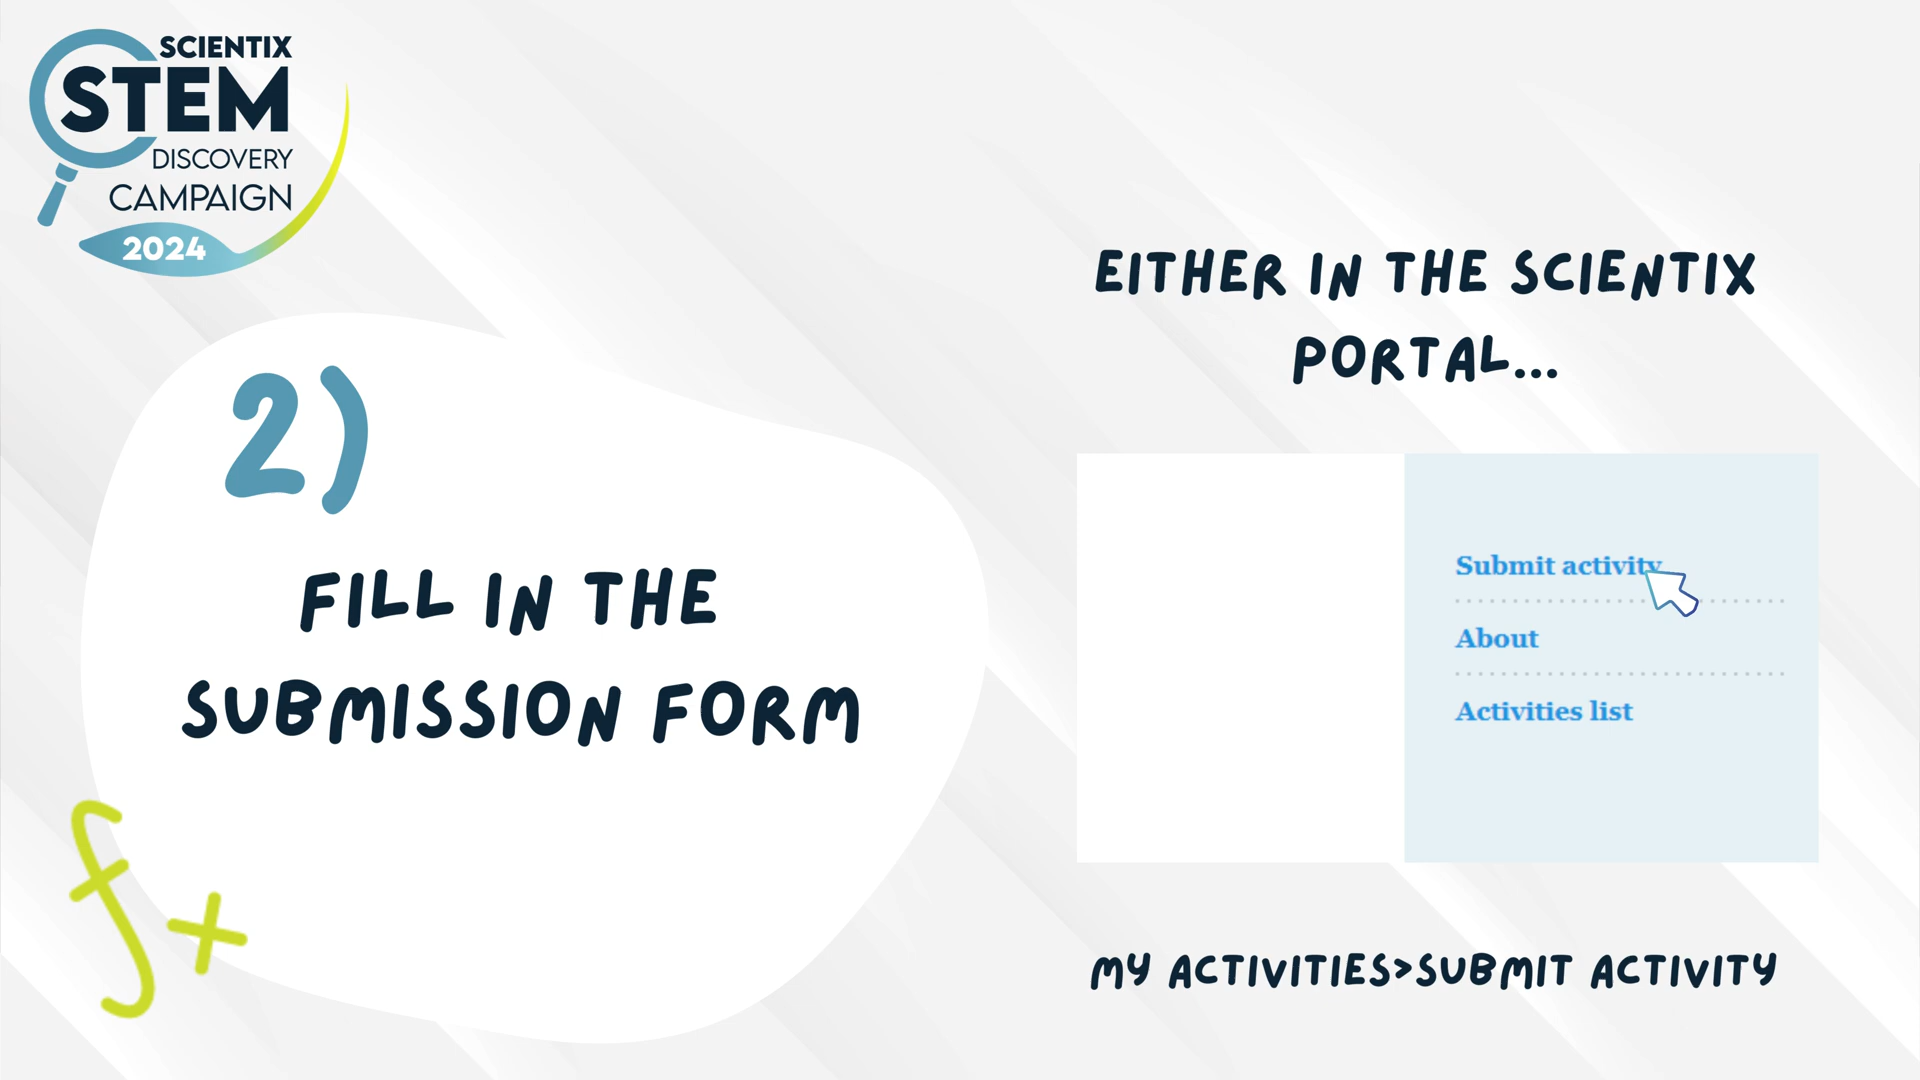 SCIENTIX
STEM
DISCOVERY
CAMPAIGN
2024
2)
FILL IN THE
SUBMISSION FORM
EITHER IN THE SCIENTIX
PORTAL...
Submit activity
About
Activities list
MY ACTIVITIES>SUBMIT ACTIVITY
f+